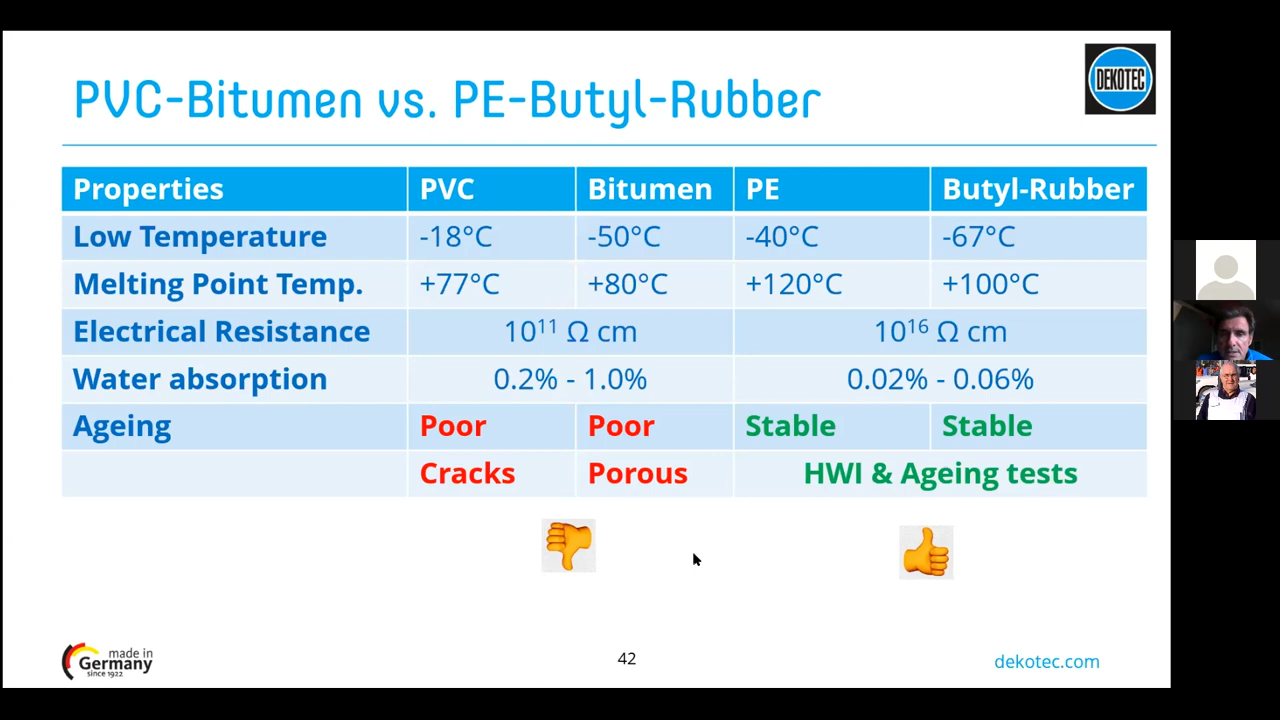 PVC-Bitumen vs. PE-Butyl-Rubber
DEKOTEC
Properties PVC Bitumen PE Butyl-Rubber
Low Temperature -18°C -50°C -40°C -67°C
Melting Point Temp. +77°C +80°C +120°C +100°C
Electrical Resistance 10¹¹ Ω cm 10¹⁶ Ω cm
Water absorption 0.2% - 1.0% 0.02% - 0.06%
Ageing Poor Poor Stable Stable
Cracks Porous HWI & Ageing tests
made in
Germany
since 1922
42
dekotec.com